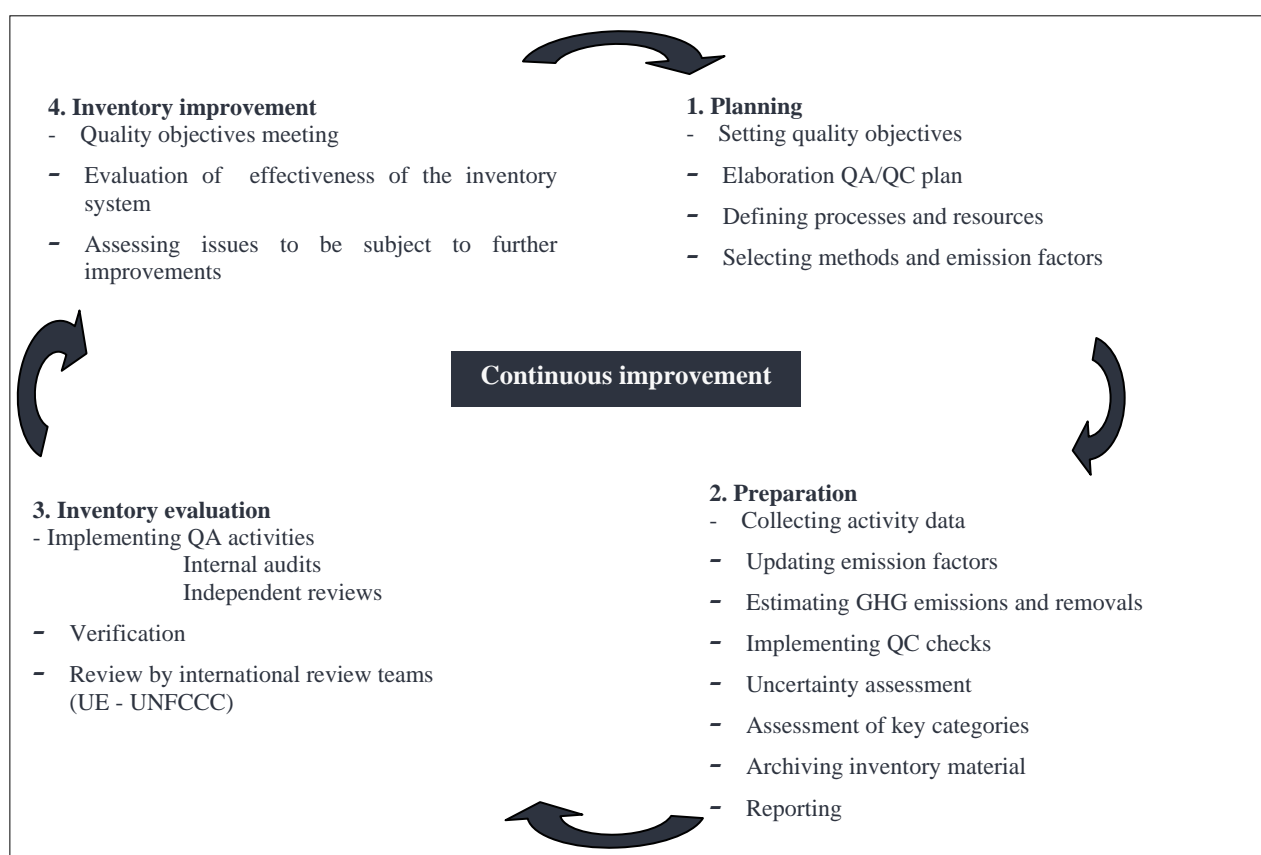 4. Inventory improvement
- Quality objectives meeting
- Evaluation of effectiveness of the inventory
system
- Assessing issues to be subject to further
improvements
1. Planning
- Setting quality objectives
- Elaboration QA/QC plan
- Defining processes and resources
- Selecting methods and emission factors
Continuous improvement
3. Inventory evaluation
- Implementing QA activities
Internal audits
Independent reviews
- Verification
- Review by international review teams
(UE - UNFCCC)
2. Preparation
- Collecting activity data
- Updating emission factors
- Estimating GHG emissions and removals
- Implementing QC checks
- Uncertainty assessment
- Assessment of key categories
- Archiving inventory material
- Reporting